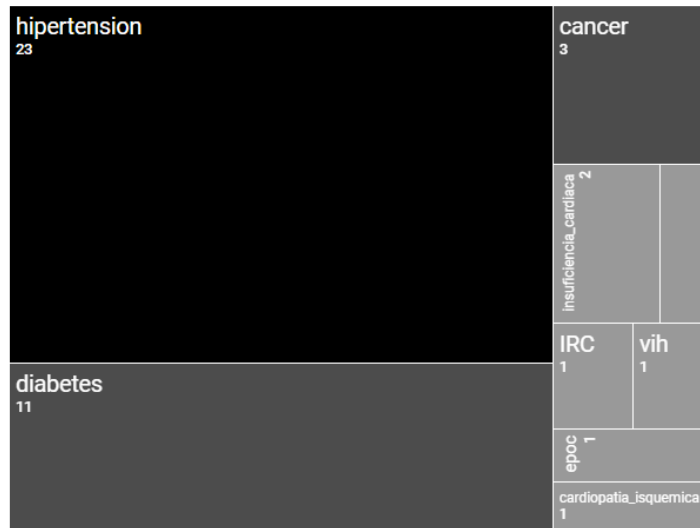 hipertension
23
diabetes
11
cancer
3
insuficiencia_cardiaca
2
IRC
1
vih
1
epoc
1
cardiopatia_isquemica
1